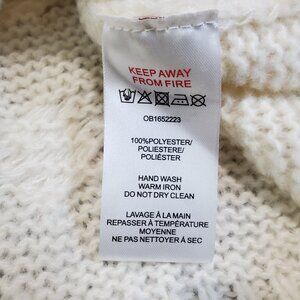 KEEP AWAY
FROM FIRE
OB1652223
100%POLYESTER/
POLIESTERE/
POLIÉSTER
HAND WASH
WARM IRON
DO NOT DRY CLEAN
LAVAGE À LA MAIN
REPASSER À TEMPÉRATURE
MOYENNE
NE PAS NETTOYER À SEC